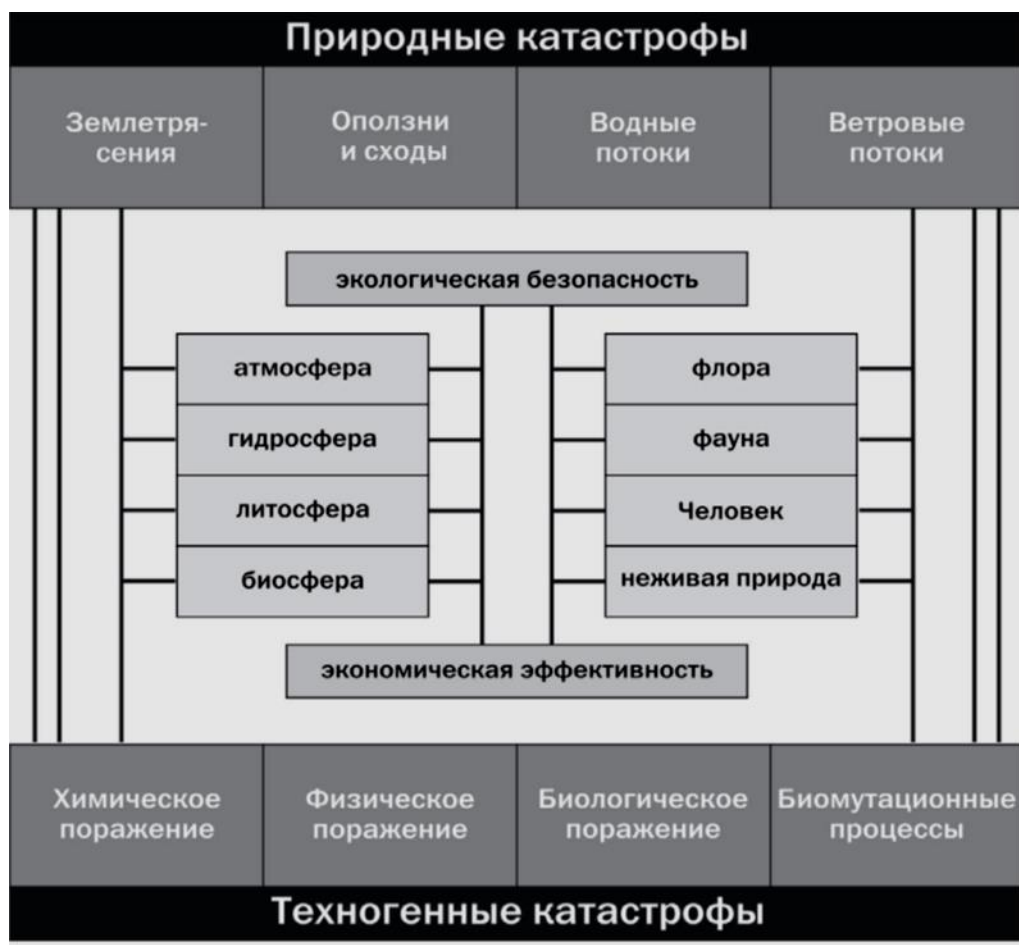 Природные катастрофы
Землетря-
сения
Оползни
и сходы
Водные
потоки
Ветровые
потоки
экологическая безопасность
атмосфера
гидросфера
литосфера
биосфера
флора
фауна
Человек
неживая природа
экономическая эффективность
Химическое
поражение
Физическое
поражение
Биологическое
поражение
Биомутационные
процессы
Техногенные катастрофы